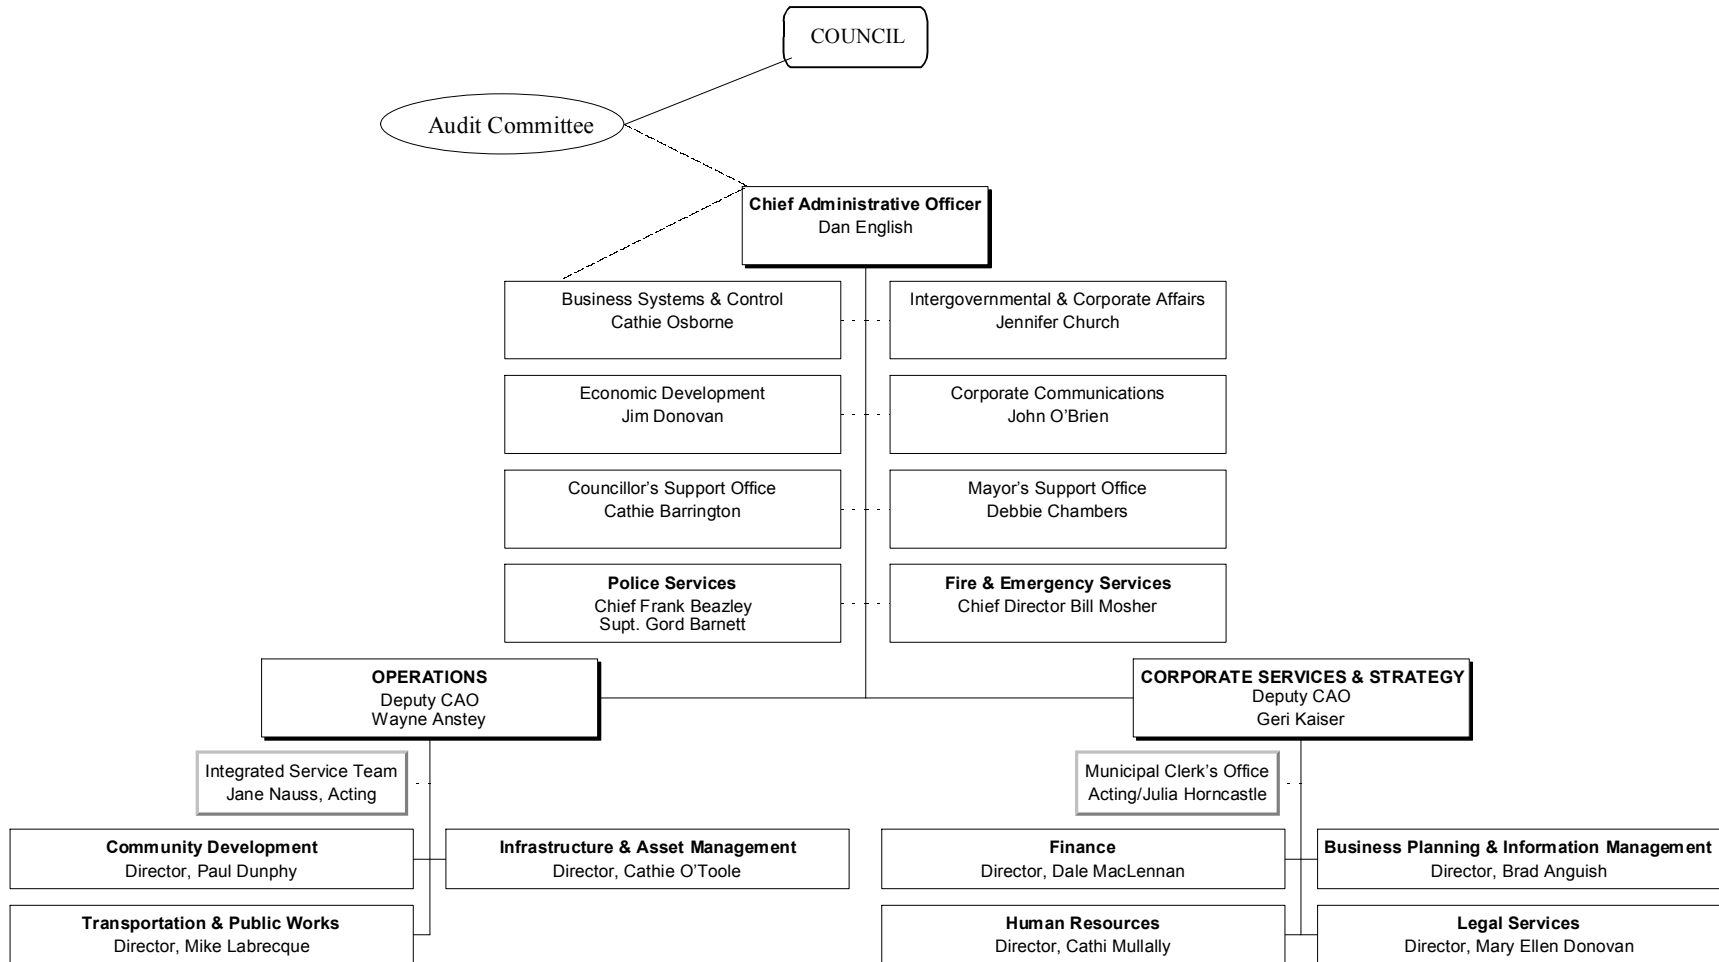 COUNCIL
Audit Committee
Chief Administrative Officer
Dan English
Business Systems & Control
Cathie Osborne
Intergovernmental & Corporate Affairs
Jennifer Church
Economic Development
Jim Donovan
Corporate Communications
John O’Brien
Councillor’s Support Office
Cathie Barrington
Mayor’s Support Office
Debbie Chambers
Police Services
Chief Frank Beazley
Supt. Gord Barnett
Fire & Emergency Services
Chief Director Bill Mosher
OPERATIONS
Deputy CAO
Wayne Anstey
CORPORATE SERVICES & STRATEGY
Deputy CAO
Geri Kaiser
Integrated Service Team
Jane Nauss, Acting
Municipal Clerk’s Office
Acting/Julia Horncastle
Community Development
Director, Paul Dunphy
Infrastructure & Asset Management
Director, Cathie O’Toole
Finance
Director, Dale MacLennan
Business Planning & Information Management
Director, Brad Anguish
Transportation & Public Works
Director, Mike Labrecque
Human Resources
Director, Cathi Mullally
Legal Services
Director, Mary Ellen Donovan